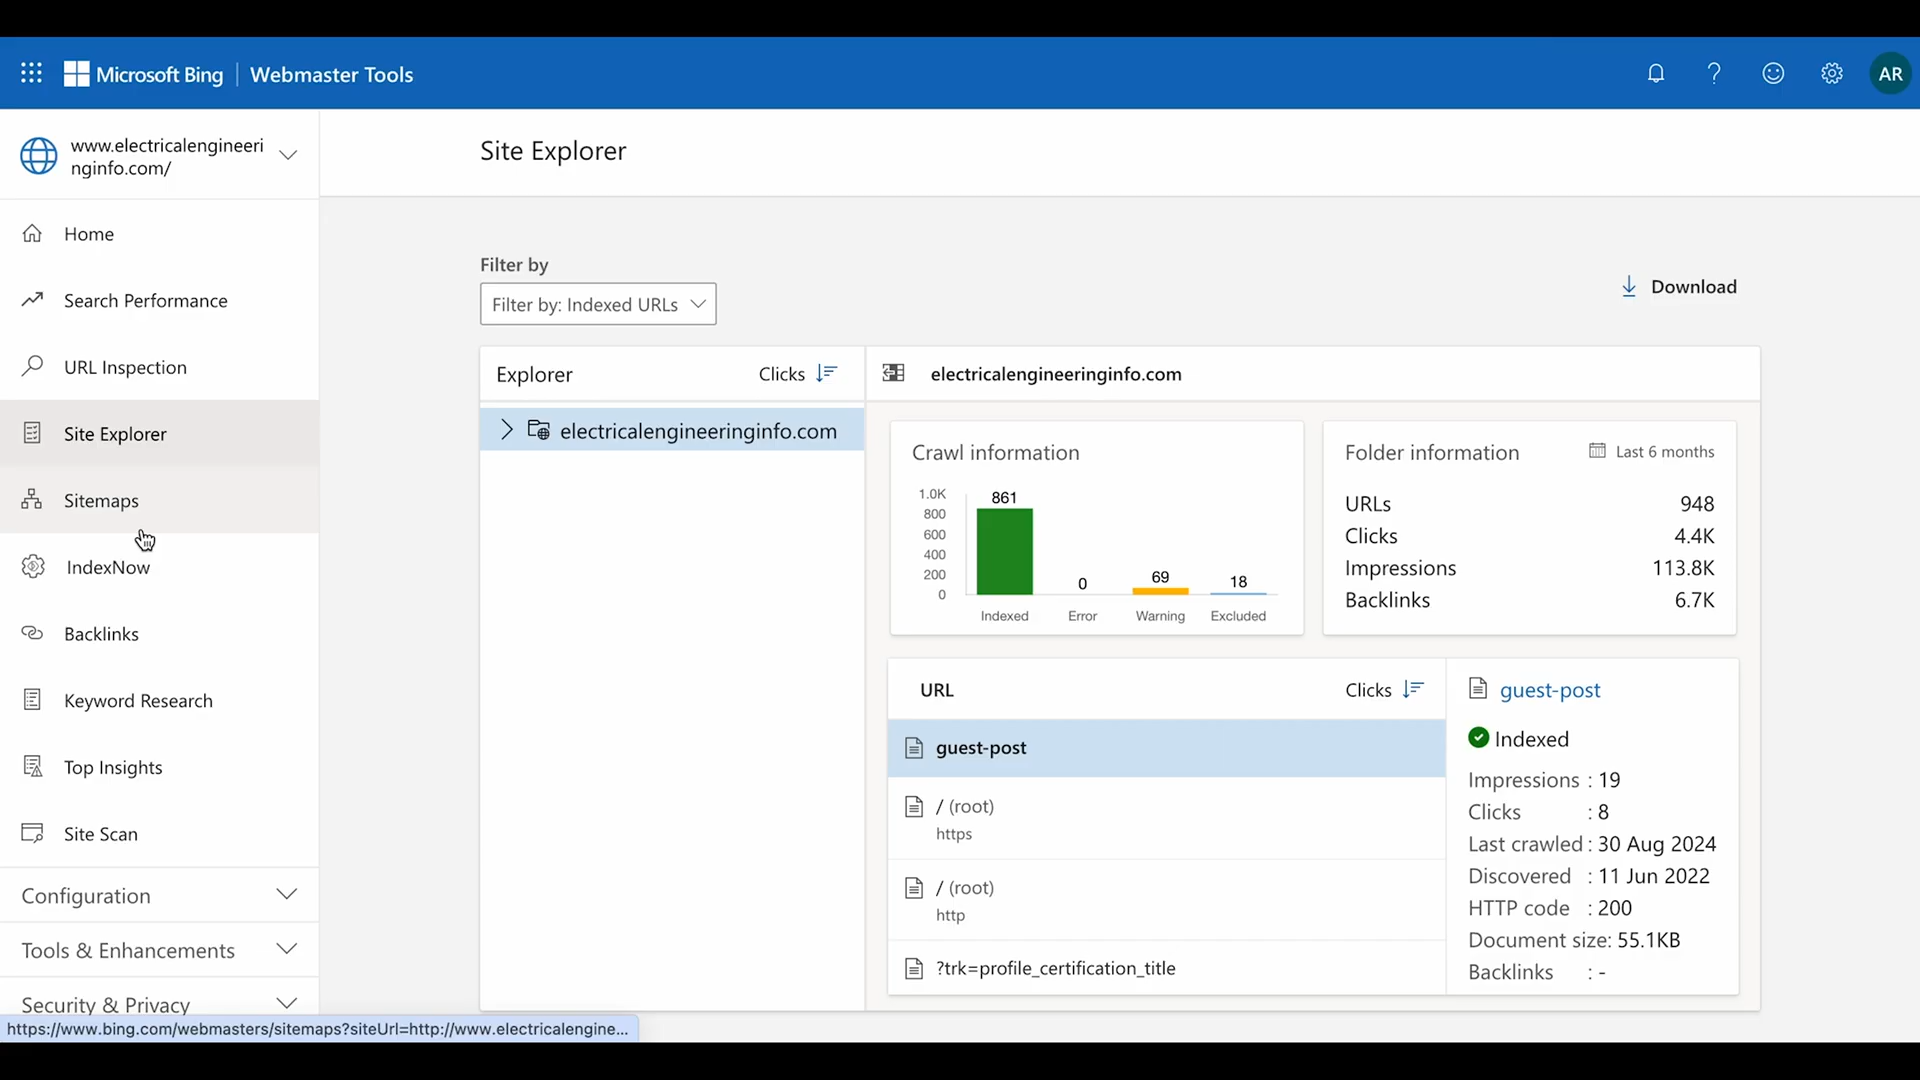 Microsoft Bing | Webmaster Tools
AR
www.electricalengineeri
nginfo.com/
Home
Search Performance
URL Inspection
Site Explorer
Sitemaps
IndexNow
Backlinks
Keyword Research
Top Insights
Site Scan
Configuration
Tools & Enhancements
Security & Privacy
https://www.bing.com/webmasters/sitemaps?siteUrl=http://www.electricalengine...
Site Explorer
Filter by
Filter by: Indexed URLs
Download
Explorer Clicks
electricalengineeringinfo.com
electricalengineeringinfo.com
Crawl information
1.0K
800
600
400
200
0
861
0
69
18
Indexed Error Warning Excluded
Folder information Last 6 months
URLs 948
Clicks 4.4K
Impressions 113.8K
Backlinks 6.7K
URL Clicks
guest-post
/ (root)
https
/ (root)
http
?trk=profile_certification_title
guest-post
Indexed
Impressions : 19
Clicks : 8
Last crawled : 30 Aug 2024
Discovered : 11 Jun 2022
HTTP code : 200
Document size: 55.1KB
Backlinks : -